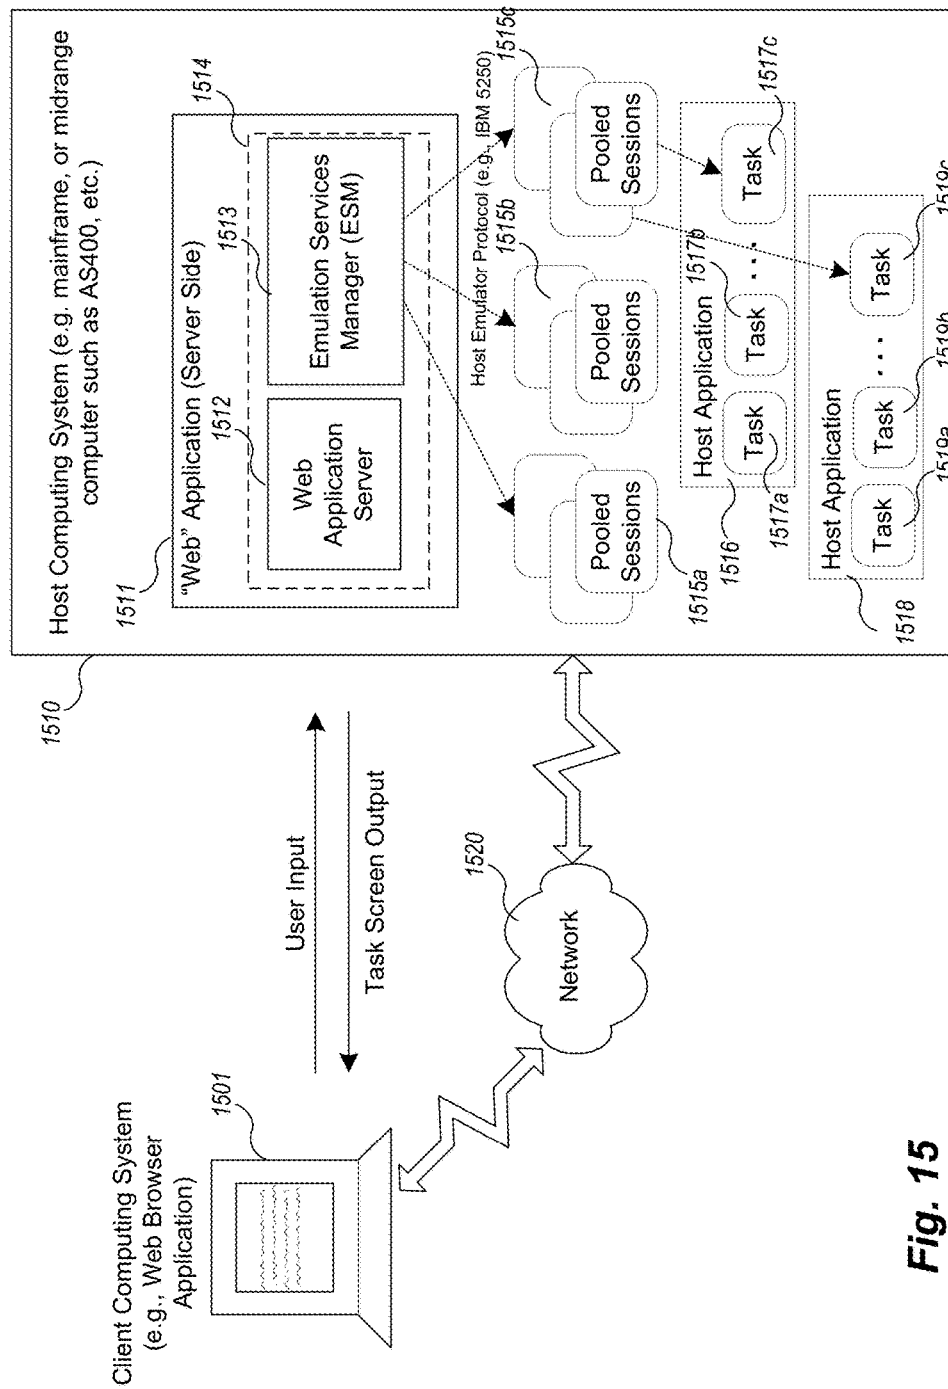 Host Computing System (e.g. mainframe, or midrange
computer such as AS400, etc.)
1510
1511
"Web" Application (Server Side)
1512
1513
1514
Web
Application
Server
Emulation Services
Manager (ESM)
Host Emulator Protocol (e.g., IBM 5250)
1515b
1515c
Pooled
Sessions
Pooled
Sessions
Pooled
Sessions
1515a
Host Application
1517b
1517c
Task
Task
. . .
Task
1516
1517a
Host Application
Task
Task
. . . .
Task
1518
1519a
1519b
1519c
Client Computing System
(e.g., Web Browser
Application)
1501
User Input
Task Screen Output
1520
Network
Fig. 15